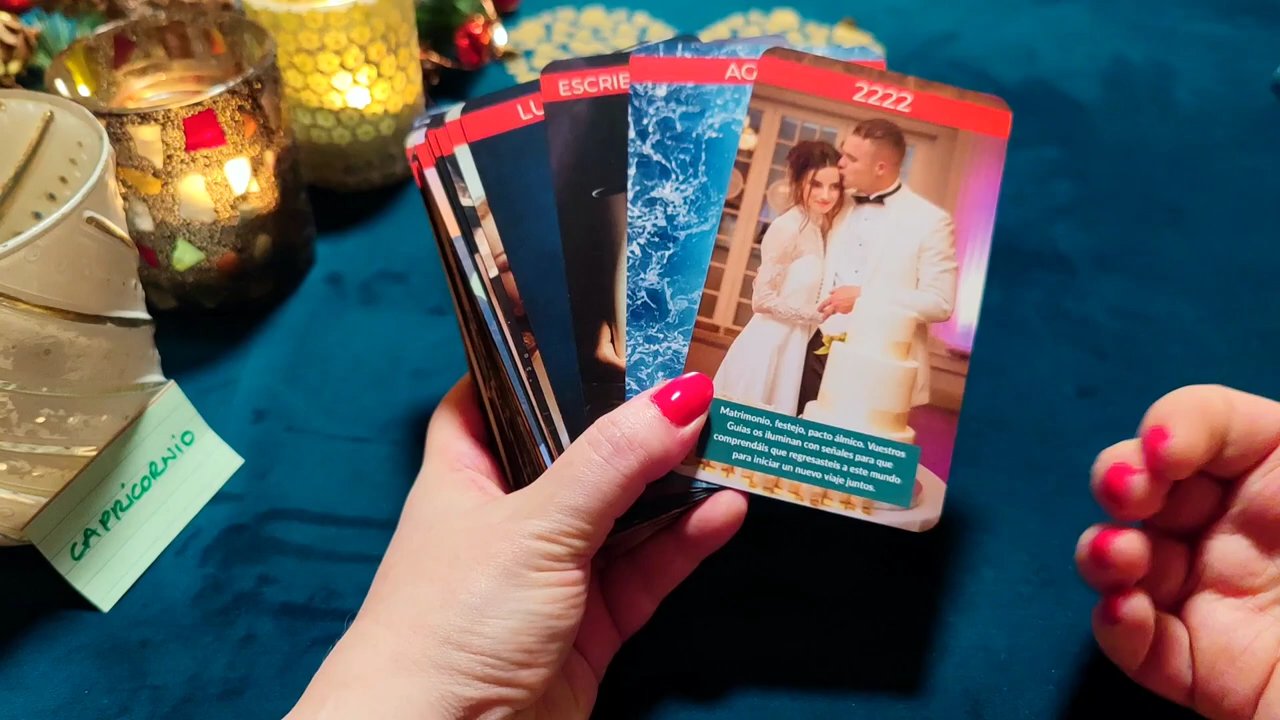 LU
ESCRIB
AG
2222
Matrimonio, festejo, pacto álmico. Vuestros
Guías os iluminan con señales para que
comprendáis que regresasteis a este mundo
para iniciar un nuevo viaje juntos.
CAPRICORNIO